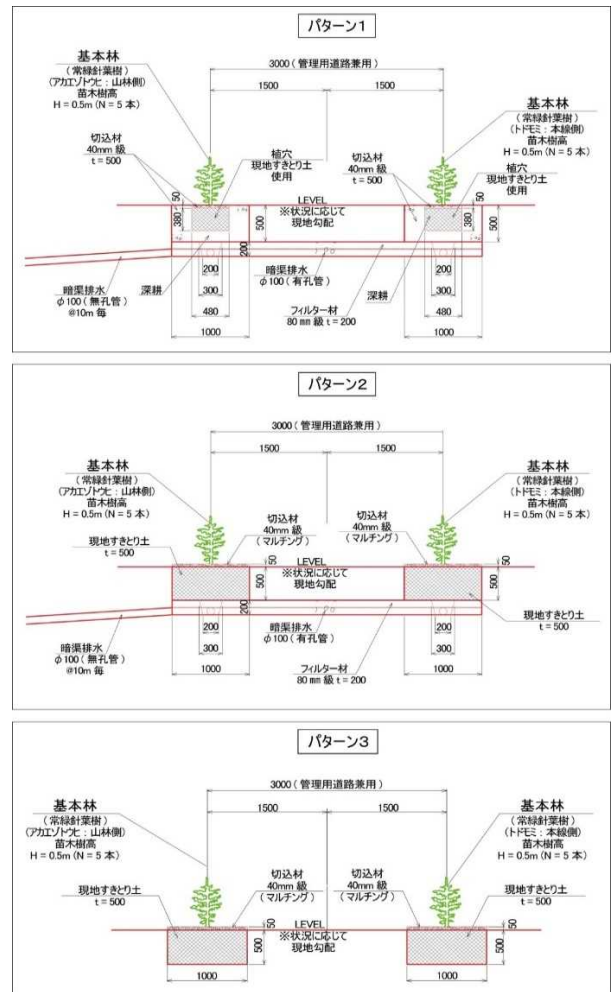 パターン1
3000(管理用道路兼用)
1500
1500
基本林
(常緑針葉樹)
(アカエゾトウヒ:山林側)
苗木樹高
H = 0.5m (N = 5 本)
基本林
(常緑針葉樹)
(トドモミ:本線側)
苗木樹高
H = 0.5m (N = 5 本)
切込材
40mm 級
t = 500
植穴
現地すきとり土
使用
切込材
40mm 級
t = 500
植穴
現地すきとり土
使用
LEVEL
※状況に応じて
現地勾配
50
380
500
200
50
380
500
暗渠排水
φ100(無孔管)
@10m 毎
深耕
200
300
480
1000
暗渠排水
φ100(有孔管)
フィルター材
80 mm 級 t = 200
深耕
200
300
480
1000
パターン2
3000(管理用道路兼用)
1500
1500
基本林
(常緑針葉樹)
(アカエゾトウヒ:山林側)
苗木樹高
H = 0.5m (N = 5 本)
基本林
(常緑針葉樹)
(トドモミ:本線側)
苗木樹高
H = 0.5m (N = 5 本)
切込材
40mm 級
(マルチング)
切込材
40mm 級
(マルチング)
現地すきとり土
t = 500
LEVEL
※状況に応じて
現地勾配
50
500
200
50
500
現地すきとり土
t = 500
暗渠排水
φ100(無孔管)
@10m 毎
200
300
1000
暗渠排水
φ100(有孔管)
フィルター材
80 mm 級 t = 200
200
300
1000
パターン3
3000(管理用道路兼用)
1500
1500
基本林
(常緑針葉樹)
(アカエゾトウヒ:山林側)
苗木樹高
H = 0.5m (N = 5 本)
基本林
(常緑針葉樹)
(トドモミ:本線側)
苗木樹高
H = 0.5m (N = 5 本)
現地すきとり土
t = 500
切込材
40mm 級
(マルチング)
切込材
40mm 級
(マルチング)
現地すきとり土
t = 500
LEVEL
※状況に応じて
現地勾配
50
500
50
500
1000
1000